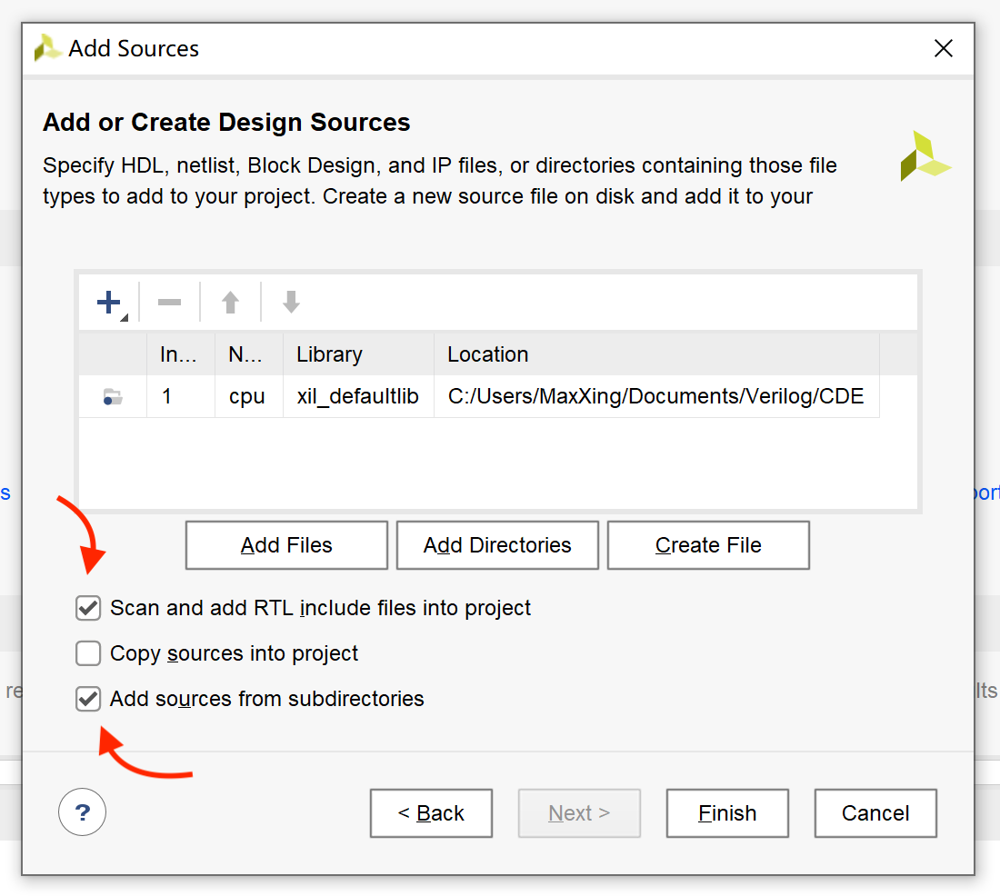 Add Sources
Add or Create Design Sources
Specify HDL, netlist, Block Design, and IP files, or directories containing those file
types to add to your project. Create a new source file on disk and add it to your
In... N... Library Location
1 cpu xil_defaultlib C:/Users/MaxXing/Documents/Verilog/CDE
s
port
Add Files Add Directories Create File
Scan and add RTL include files into project
Copy sources into project
Add sources from subdirectories
re
lts
? < Back Next > Finish Cancel